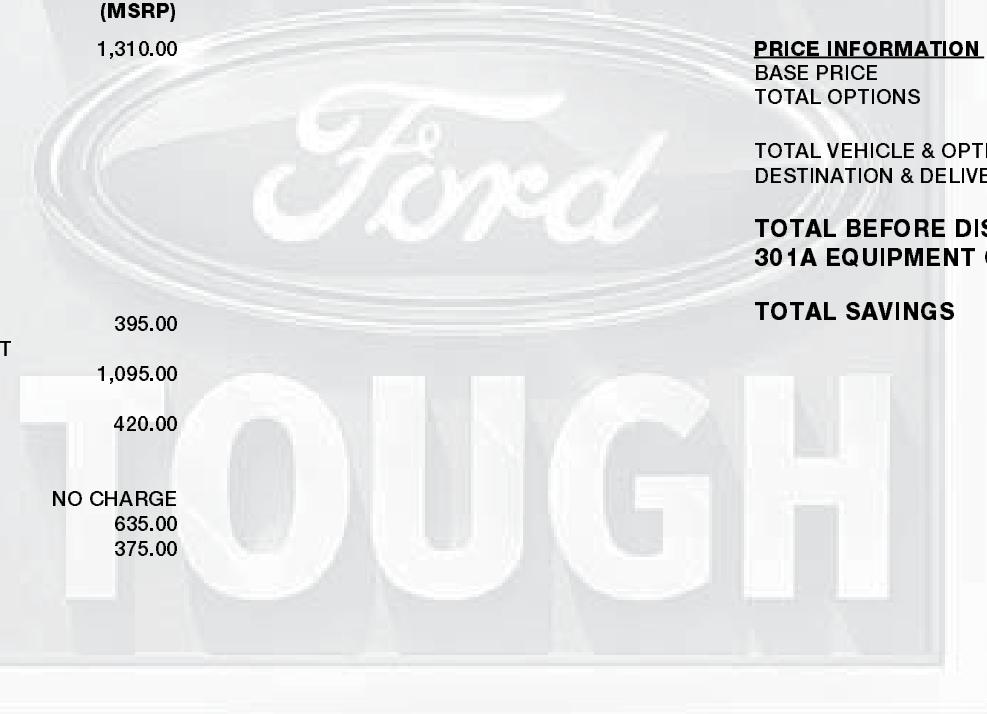 (MSRP)
1,310.00
395.00
T
1,095.00
420.00
NO CHARGE
635.00
375.00
PRICE INFORMATION
BASE PRICE
TOTAL OPTIONS
TOTAL VEHICLE & OPTI
DESTINATION & DELIVE
TOTAL BEFORE DIS
301A EQUIPMENT
TOTAL SAVINGS
Ford
TOUGH